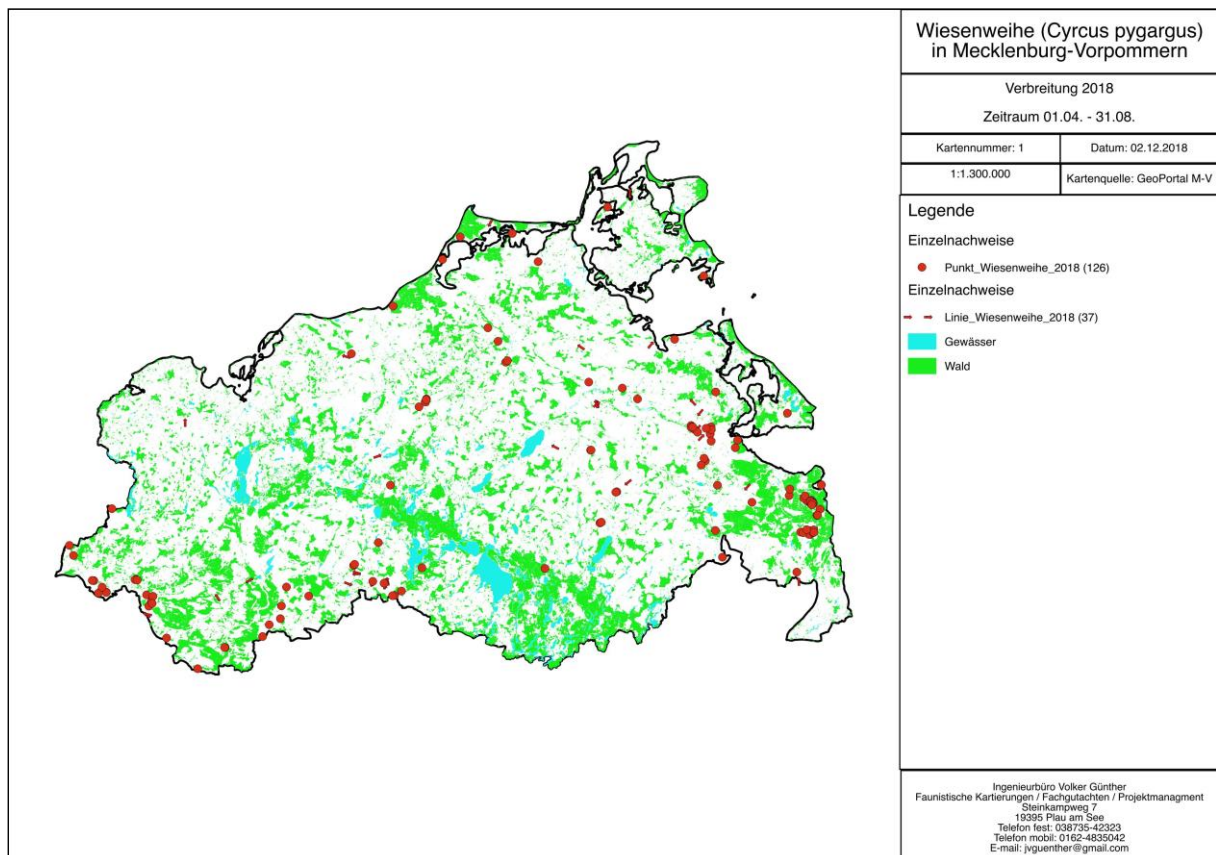 Wiesenweihe (Cyrcus pygargus)
in Mecklenburg-Vorpommern
Verbreitung 2018
Zeitraum 01.04. - 31.08.
Kartennummer: 1
Datum: 02.12.2018
1:1.300.000
Kartenquelle: GeoPortal M-V
Legende
Einzelnachweise
Punkt_Wiesenweihe_2018 (126)
Einzelnachweise
Linie_Wiesenweihe_2018 (37)
Gewässer
Wald
Ingenieurbüro Volker Günther
Faunistische Kartierungen / Fachgutachten / Projektmanagment
Steinkampweg 7
19395 Plau am See
Telefon fest: 038735-42323
Telefon mobil: 0162-4835042
E-mail: jvguenther@gmail.com